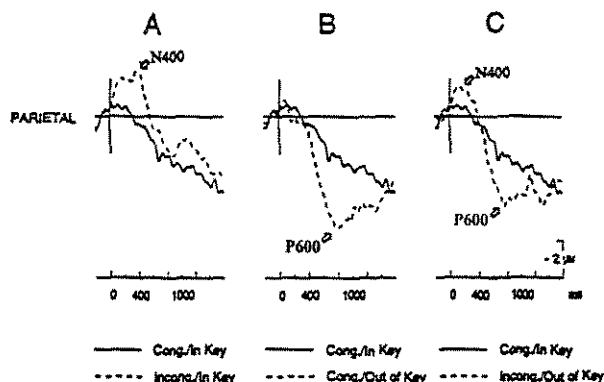 A B C
N400 N400
PARIETAL
P600 P600
- 2 µv
0 400 1000 0 400 1000 0 400 1000 ms
Cong./In Key Cong./In Key Cong./In Key
Incong./In Key Cong./Out of Key Incong./Out of Key